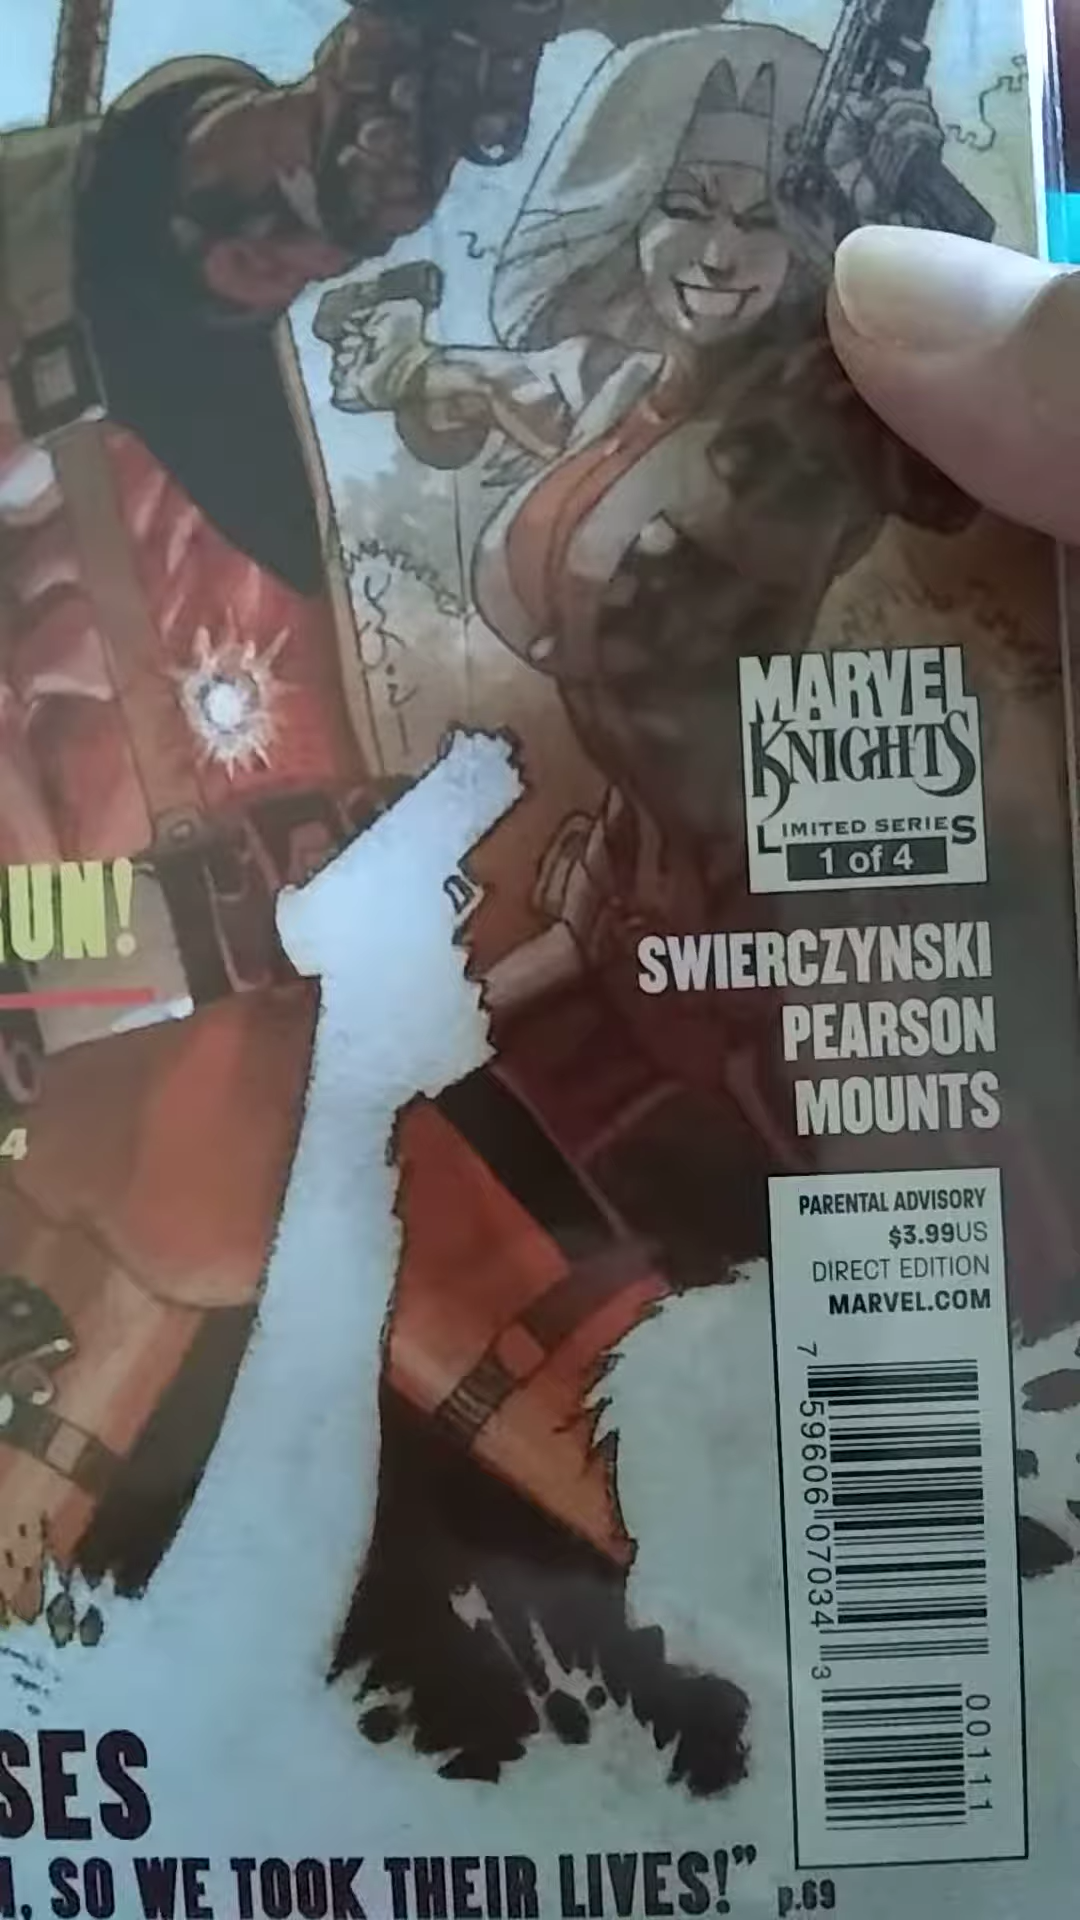 MARVEL
KNIGHTS
LIMITED SERIES
1 of 4
RUN!
SWIERCZYNSKI
PEARSON
MOUNTS
4
PARENTAL ADVISORY
$3.99US
DIRECT EDITION
MARVEL.COM
7 59606 07034 3
00111
SES
, SO WE TOOK THEIR LIVES!”
p.69